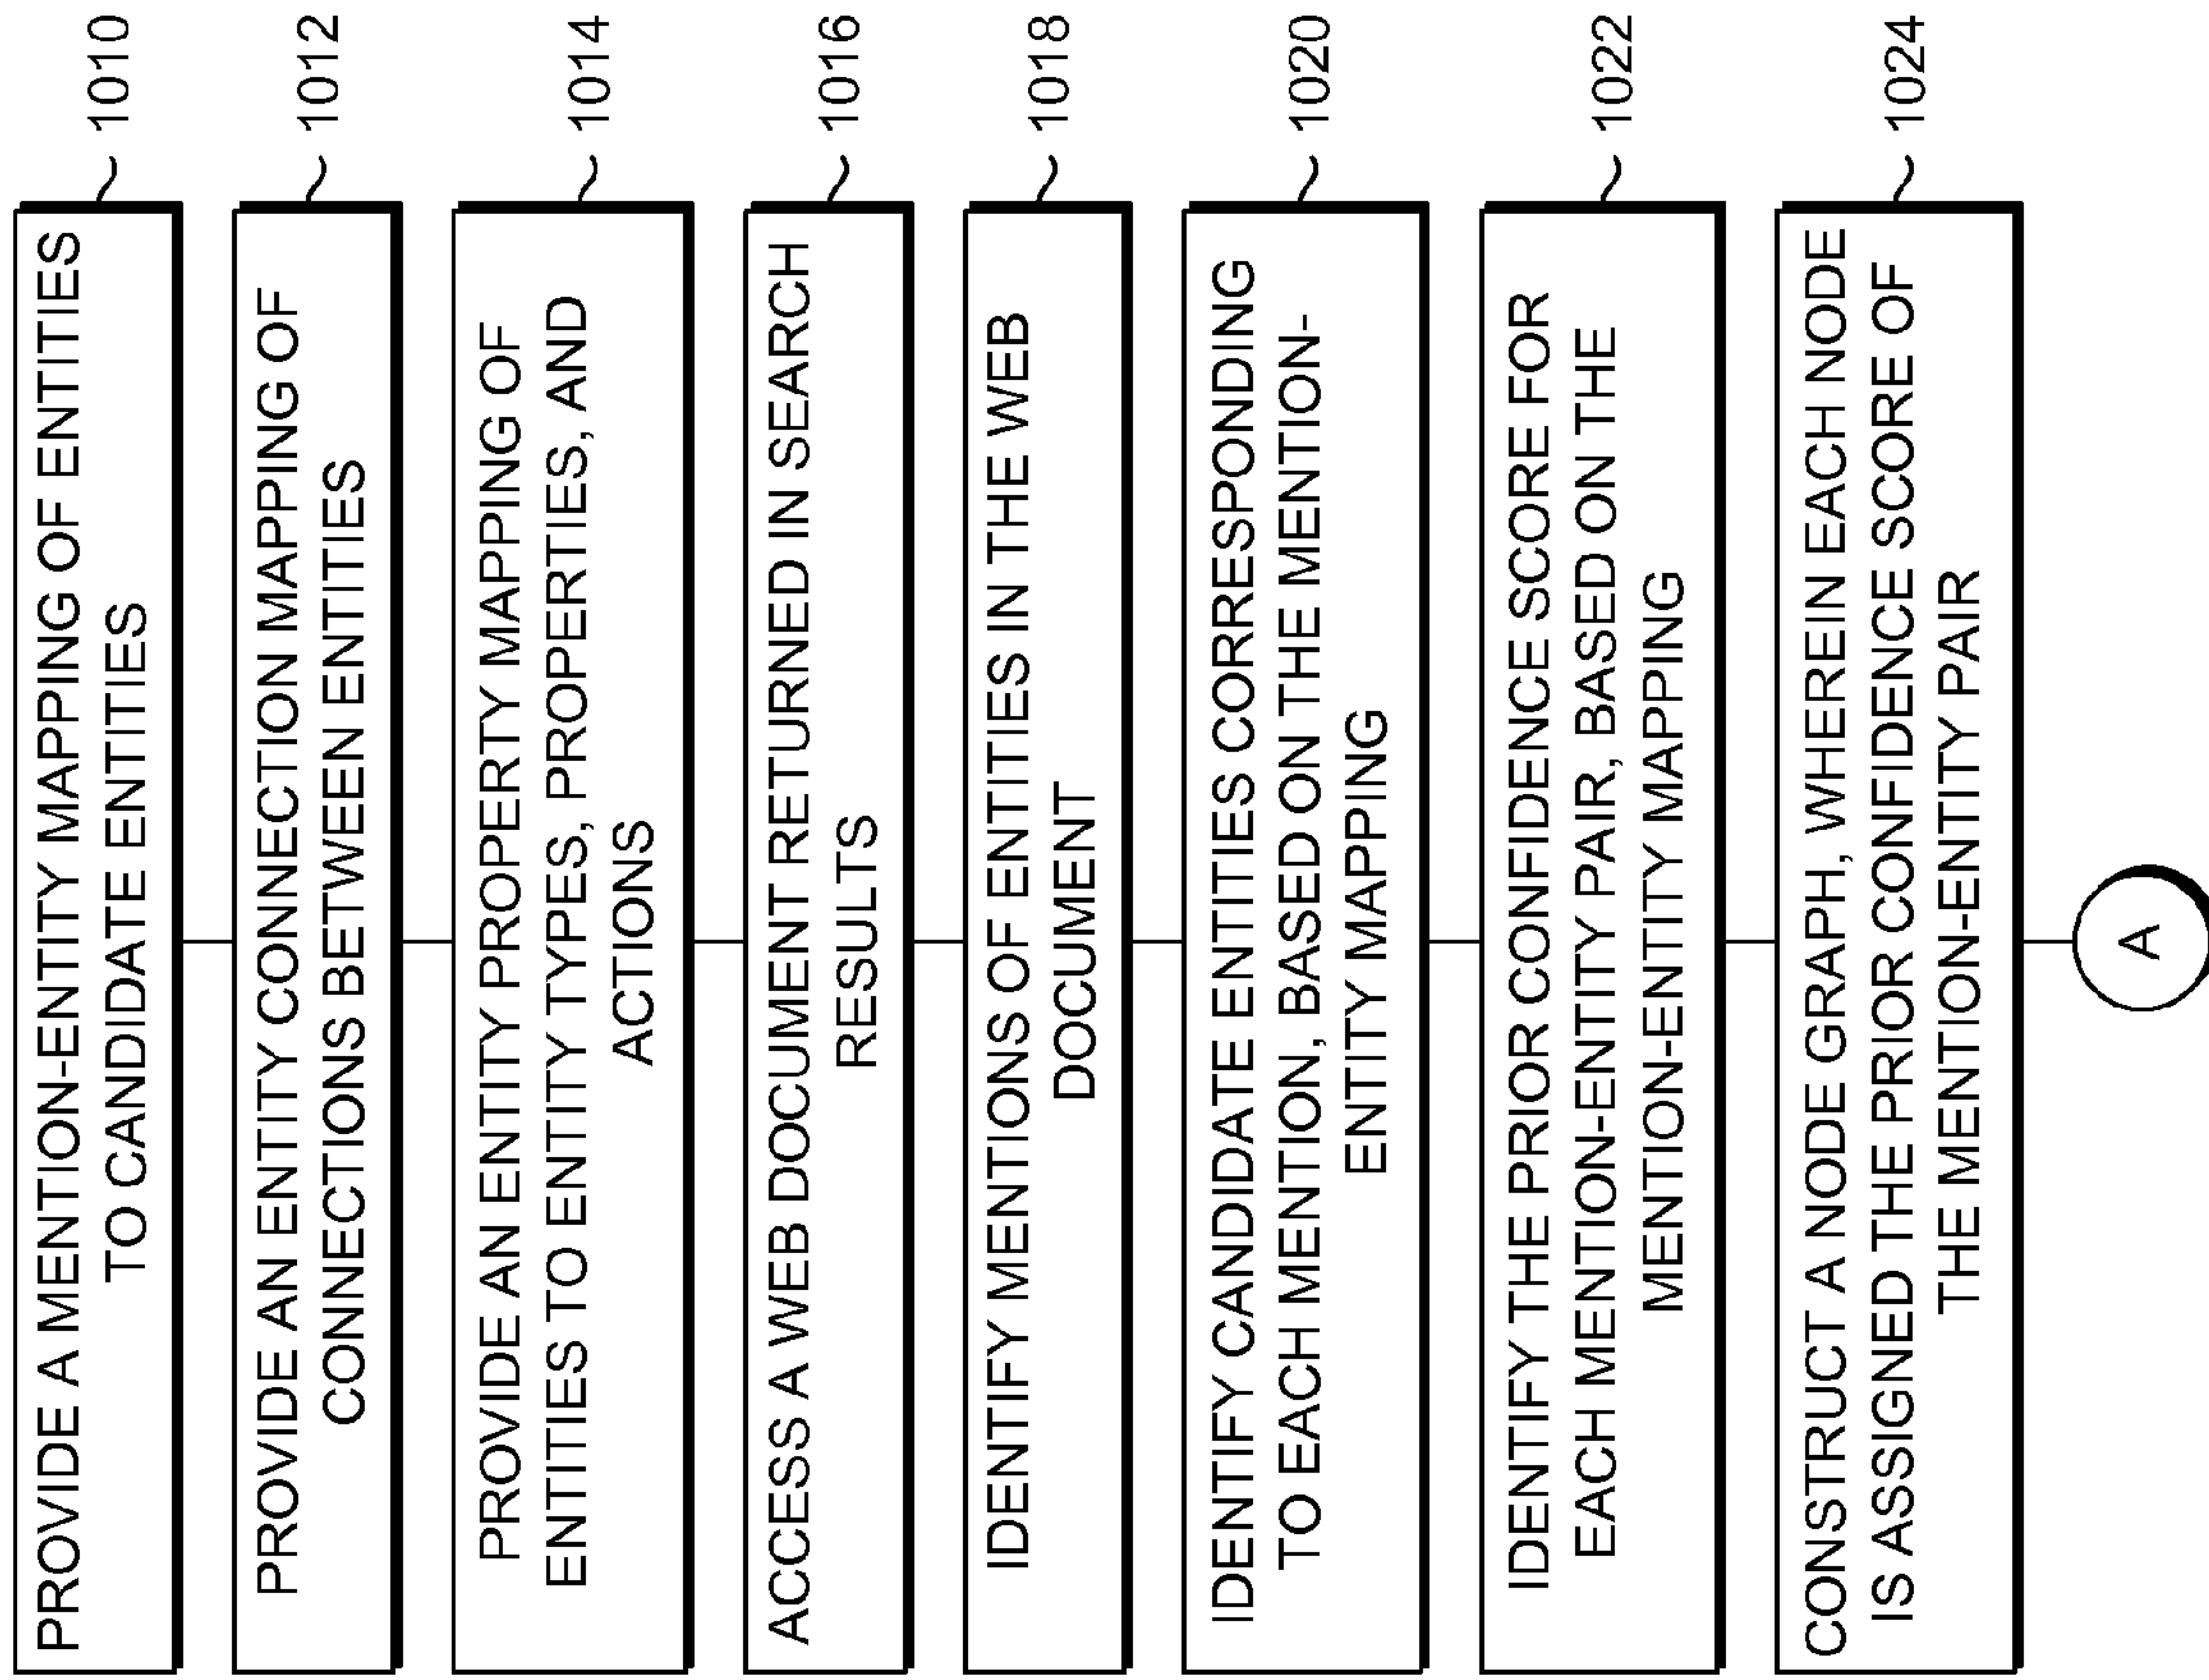 PROVIDE A MENTION-ENTITY MAPPING OF ENTITIES
TO CANDIDATE ENTITIES
1010
PROVIDE AN ENTITY CONNECTION MAPPING OF
CONNECTIONS BETWEEN ENTITIES
1012
PROVIDE AN ENTITY PROPERTY MAPPING OF
ENTITIES TO ENTITY TYPES, PROPERTIES, AND
ACTIONS
1014
ACCESS A WEB DOCUMENT RETURNED IN SEARCH
RESULTS
1016
IDENTIFY MENTIONS OF ENTITIES IN THE WEB
DOCUMENT
1018
IDENTIFY CANDIDATE ENTITIES CORRESPONDING
TO EACH MENTION, BASED ON THE MENTION-
ENTITY MAPPING
1020
IDENTIFY THE PRIOR CONFIDENCE SCORE FOR
EACH MENTION-ENTITY PAIR, BASED ON THE
MENTION-ENTITY MAPPING
1022
CONSTRUCT A NODE GRAPH, WHEREIN EACH NODE
IS ASSIGNED THE PRIOR CONFIDENCE SCORE OF
THE MENTION-ENTITY PAIR
1024
A